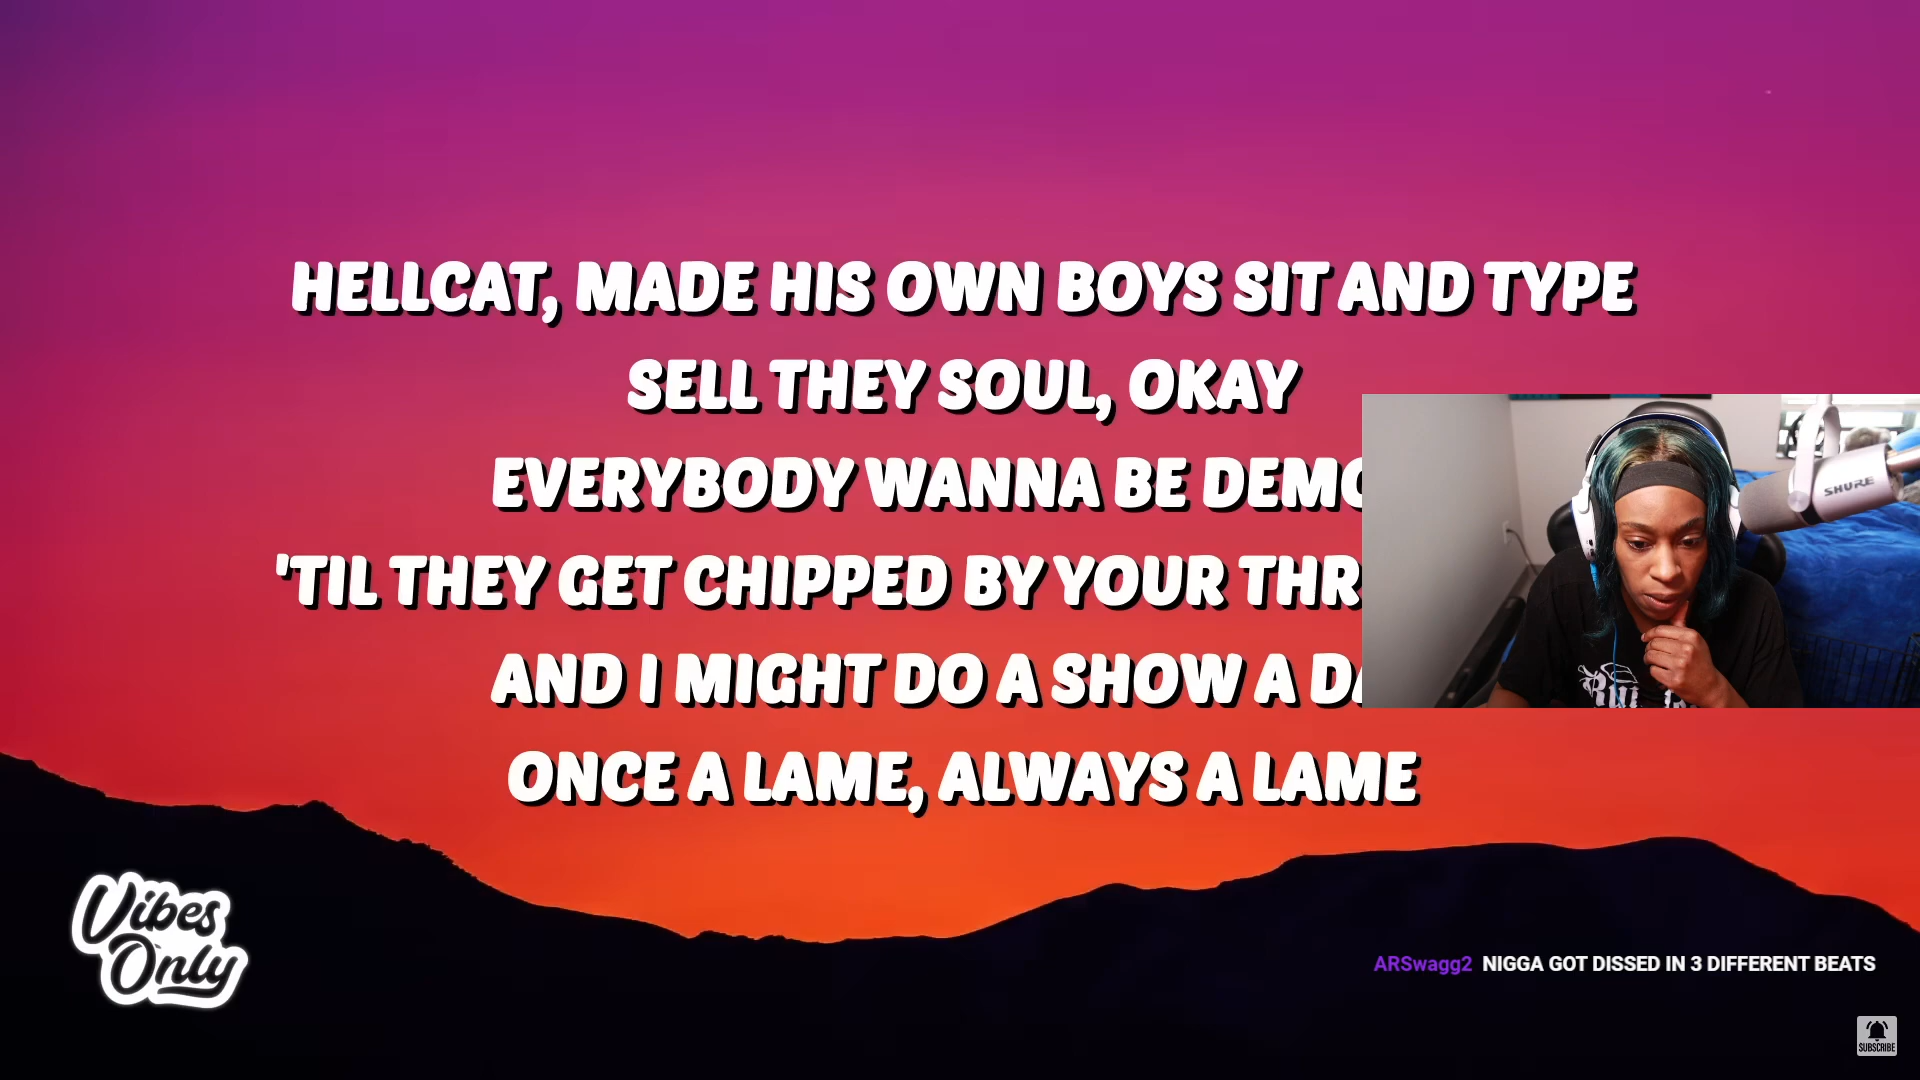 HELLCAT, MADE HIS OWN BOYS SIT AND TYPE
SELL THEY SOUL, OKAY
EVERYBODY WANNA BE
'TIL THEY GET CHIPPED BY YOUR
AND I MIGHT DO A SHOW A
ONCE A LAME, ALWAYS A LAME
SHURE
Vibes
Only
ARSwagg2 NIGGA GOT DISSED IN 3 DIFFERENT BEATS
SUBSCRIBE